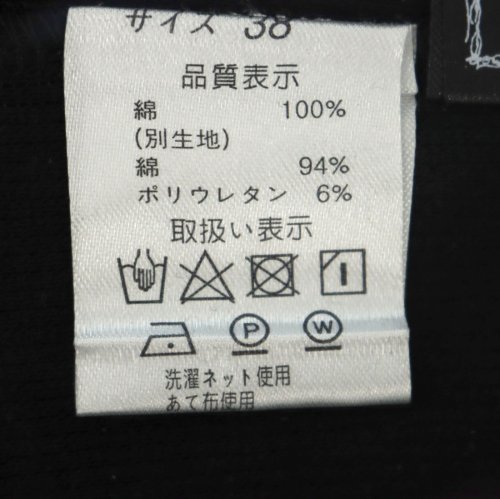 サイズ 38
品質表示
綿 100%
(別生地)
綿 94%
ポリウレタン 6%
取扱い表示
P W
洗濯ネット使用
あて布使用